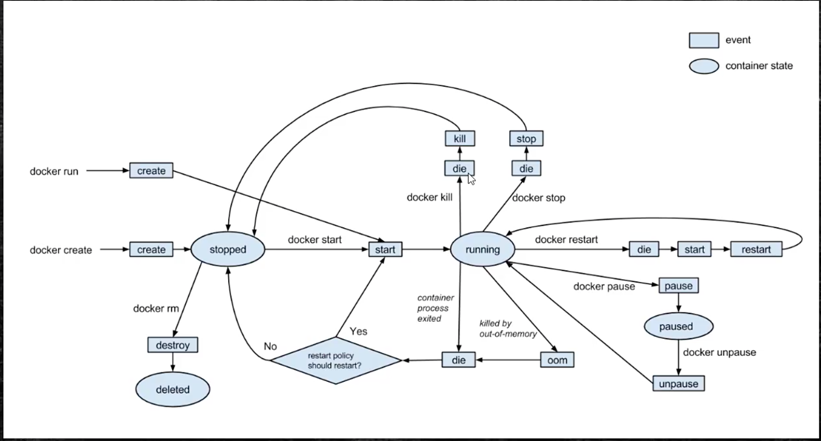 event
container state
kill
stop
docker run
create
die
die
docker kill
docker stop
docker create
create
stopped
docker start
start
running
docker restart
die
start
restart
docker pause
pause
docker rm
container
process
exited
killed by
out-of-memory
paused
Yes
No
destroy
restart policy
should restart?
die
oom
docker unpause
deleted
unpause